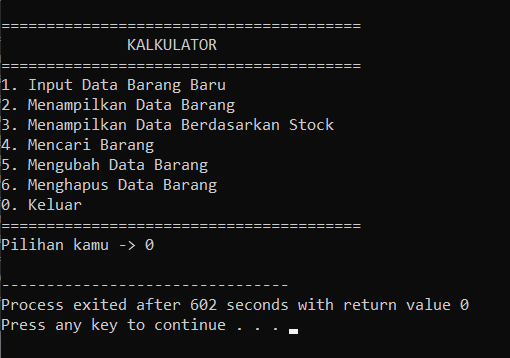 ========================================
KALKULATOR
========================================
1. Input Data Barang Baru
2. Menampilkan Data Barang
3. Menampilkan Data Berdasarkan Stock
4. Mencari Barang
5. Mengubah Data Barang
6. Menghapus Data Barang
0. Keluar
========================================
Pilihan kamu -> 0
--------------------------------
Process exited after 602 seconds with return value 0
Press any key to continue . . .